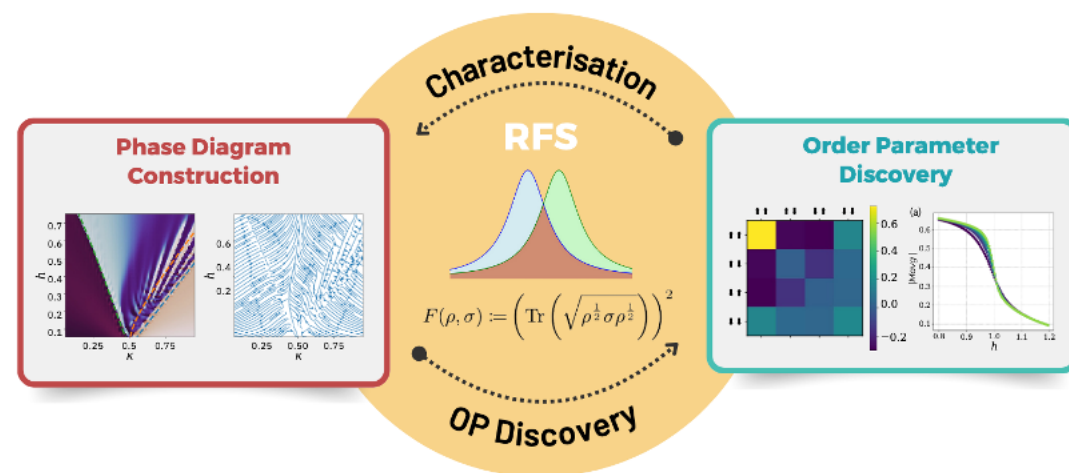 Characterisation
RFS
F(ρ, σ) := (Tr (√ρ^½σρ^½))²
OP Discovery
Phase Diagram
Construction
0.7
0.6
0.5
0.4
0.3
0.2
0.1
h
0.25
0.5
0.75
κ
0.6
0.4
0.2
h
0.25
0.50
0.75
κ
Order Parameter
Discovery
0.6
0.4
0.2
0.0
−0.2
(a)
|Mavg|
0.6
0.5
0.4
0.3
0.2
0.1
0.8
0.9
1.0
1.1
1.2
h